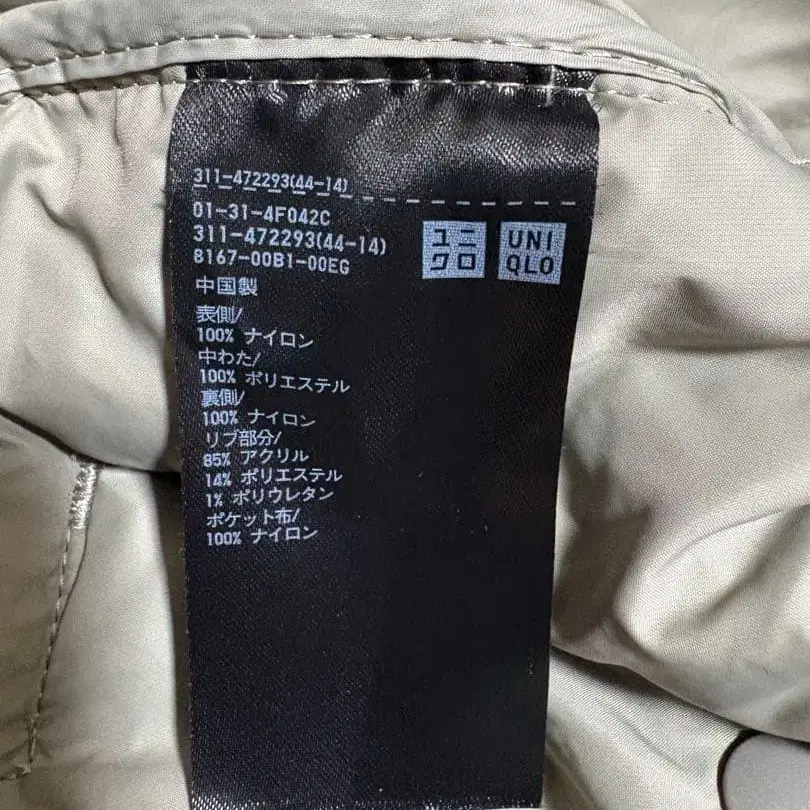 311-472293(44-14)
01-31-4F042C
311-472293(44-14)
8167-00B1-00EG
ユニ
クロ
UNI
QLO
中国製
表側/
100% ナイロン
中わた/
100% ポリエステル
裏側/
100% ナイロン
リブ部分/
85% アクリル
14% ポリエステル
1% ポリウレタン
ポケット布/
100% ナイロン